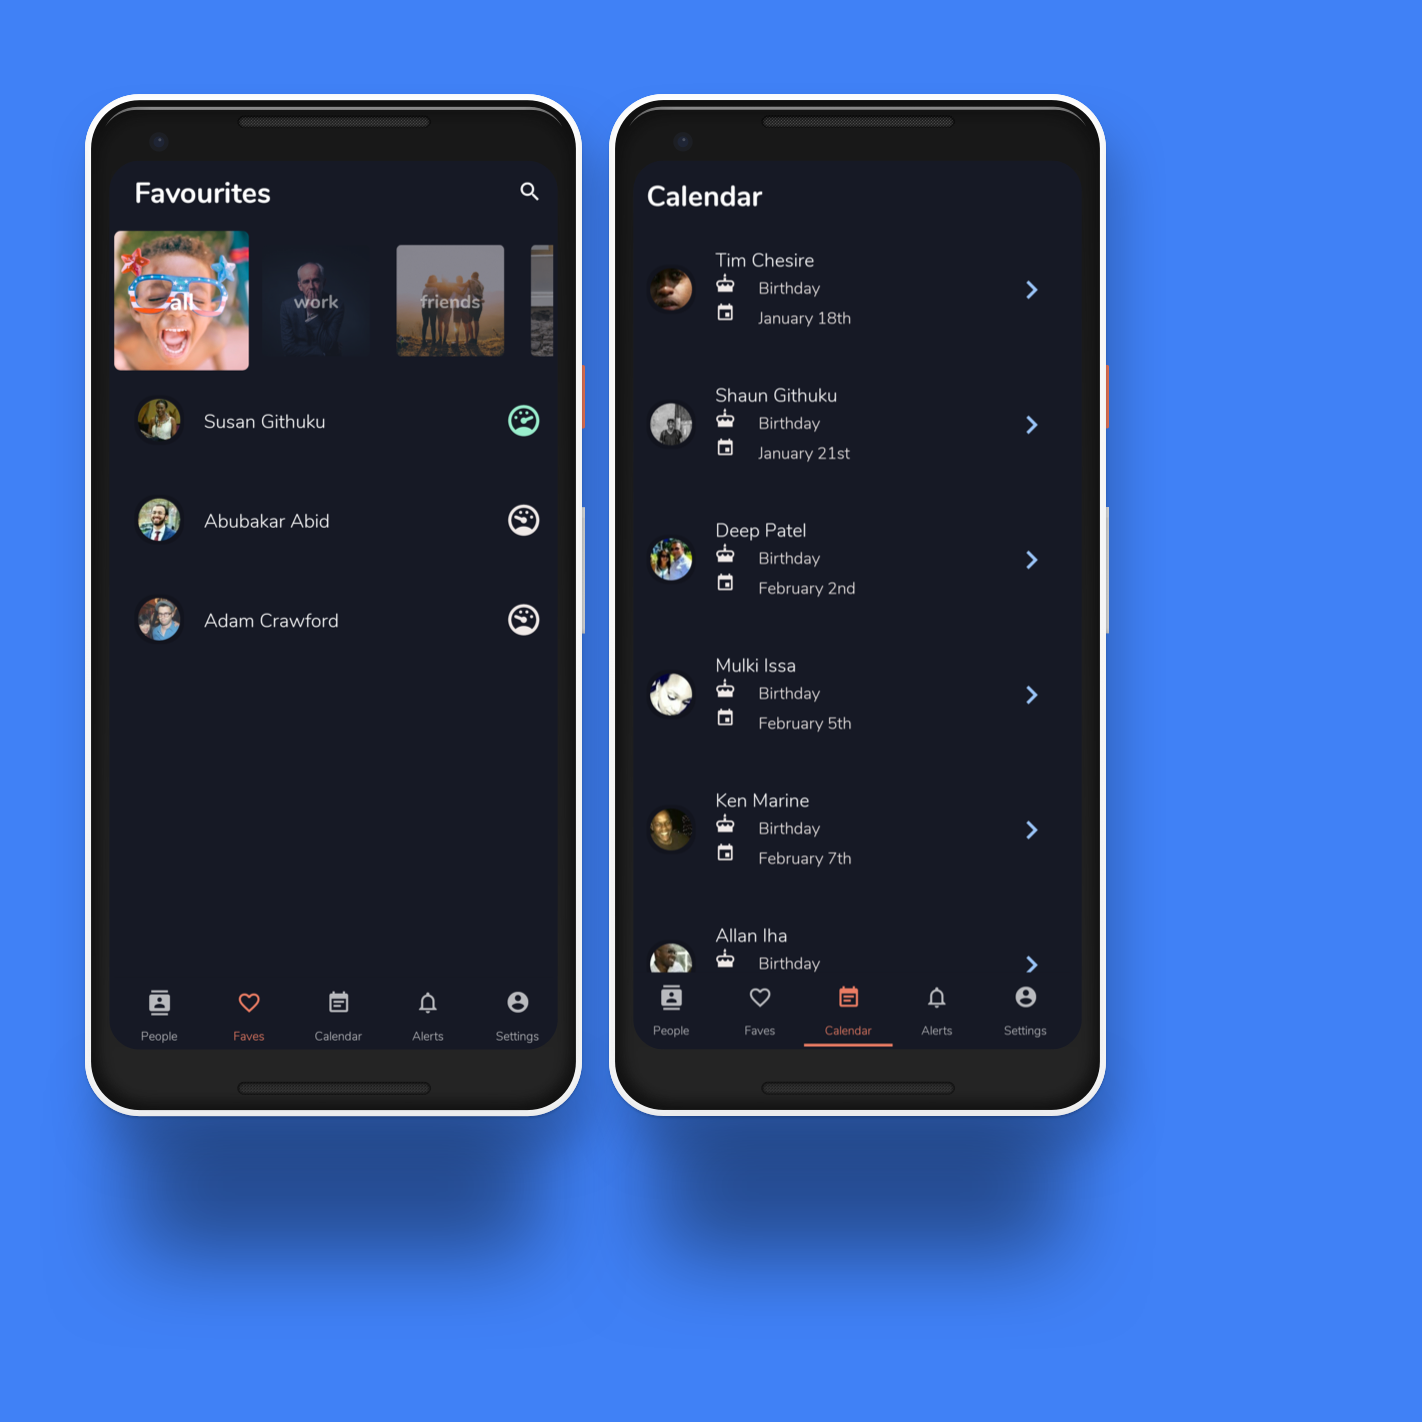 Favourites
all
work
friends
Susan Githuku
Abubakar Abid
Adam Crawford
People
Faves
Calendar
Alerts
Settings
Calendar
Tim Chesire
Birthday
January 18th
Shaun Githuku
Birthday
January 21st
Deep Patel
Birthday
February 2nd
Mulki Issa
Birthday
February 5th
Ken Marine
Birthday
February 7th
Allan Iha
Birthday
People
Faves
Calendar
Alerts
Settings